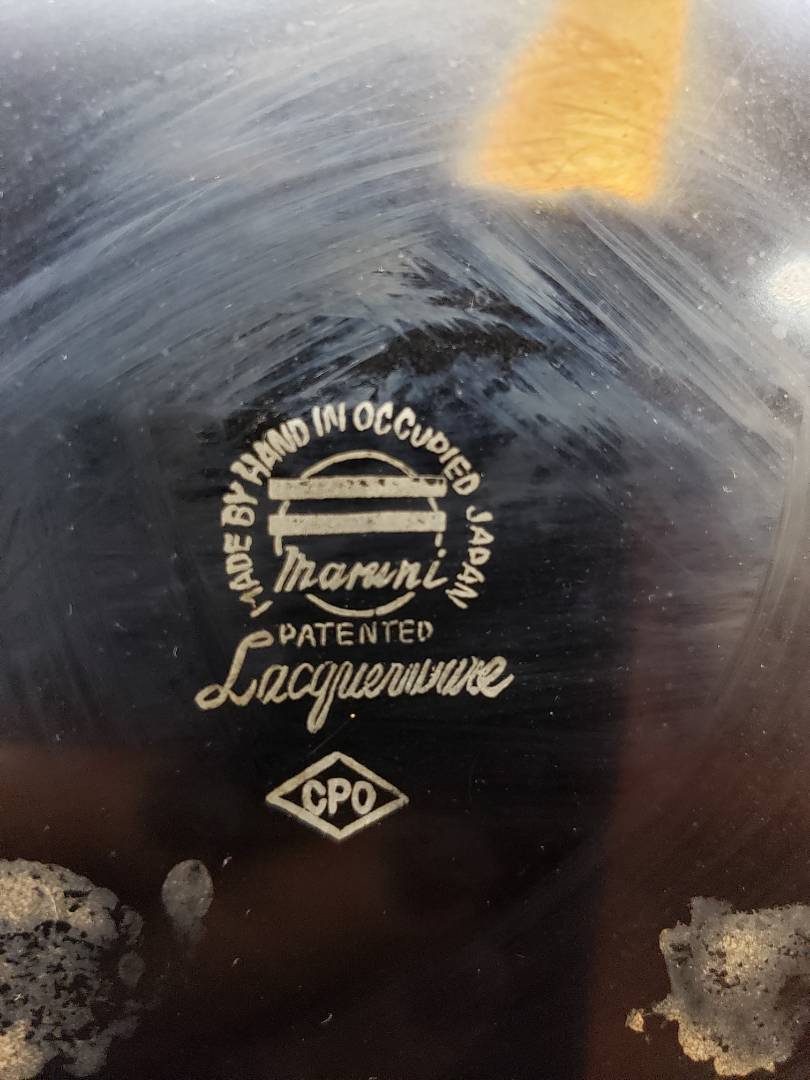 MADE BY HAND IN OCCUPIED JAPAN
Maruni
PATENTED
Lacquerware
CPO